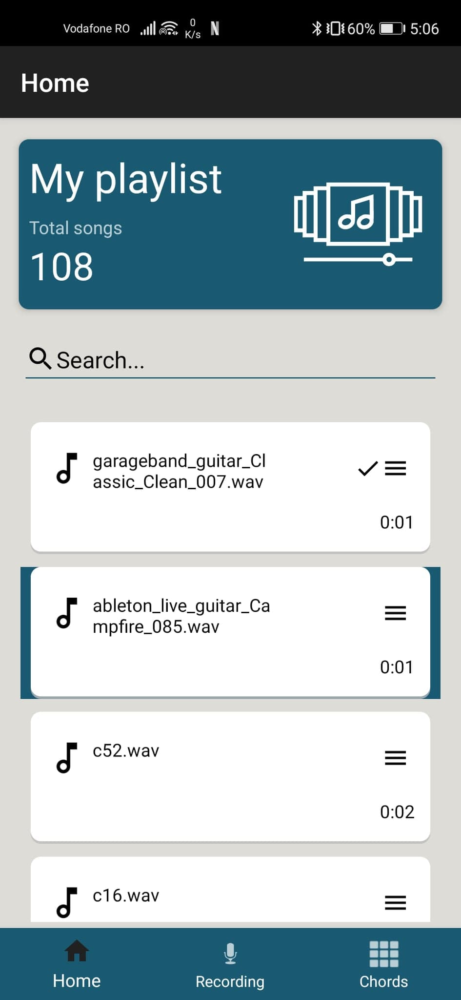 Vodafone RO 0 K/s N 60% 5:06
Home
My playlist
Total songs
108
Search...
garageband_guitar_Cl
assic_Clean_007.wav
0:01
ableton_live_guitar_Ca
mpfire_085.wav
0:01
c52.wav
0:02
c16.wav
Home Recording Chords